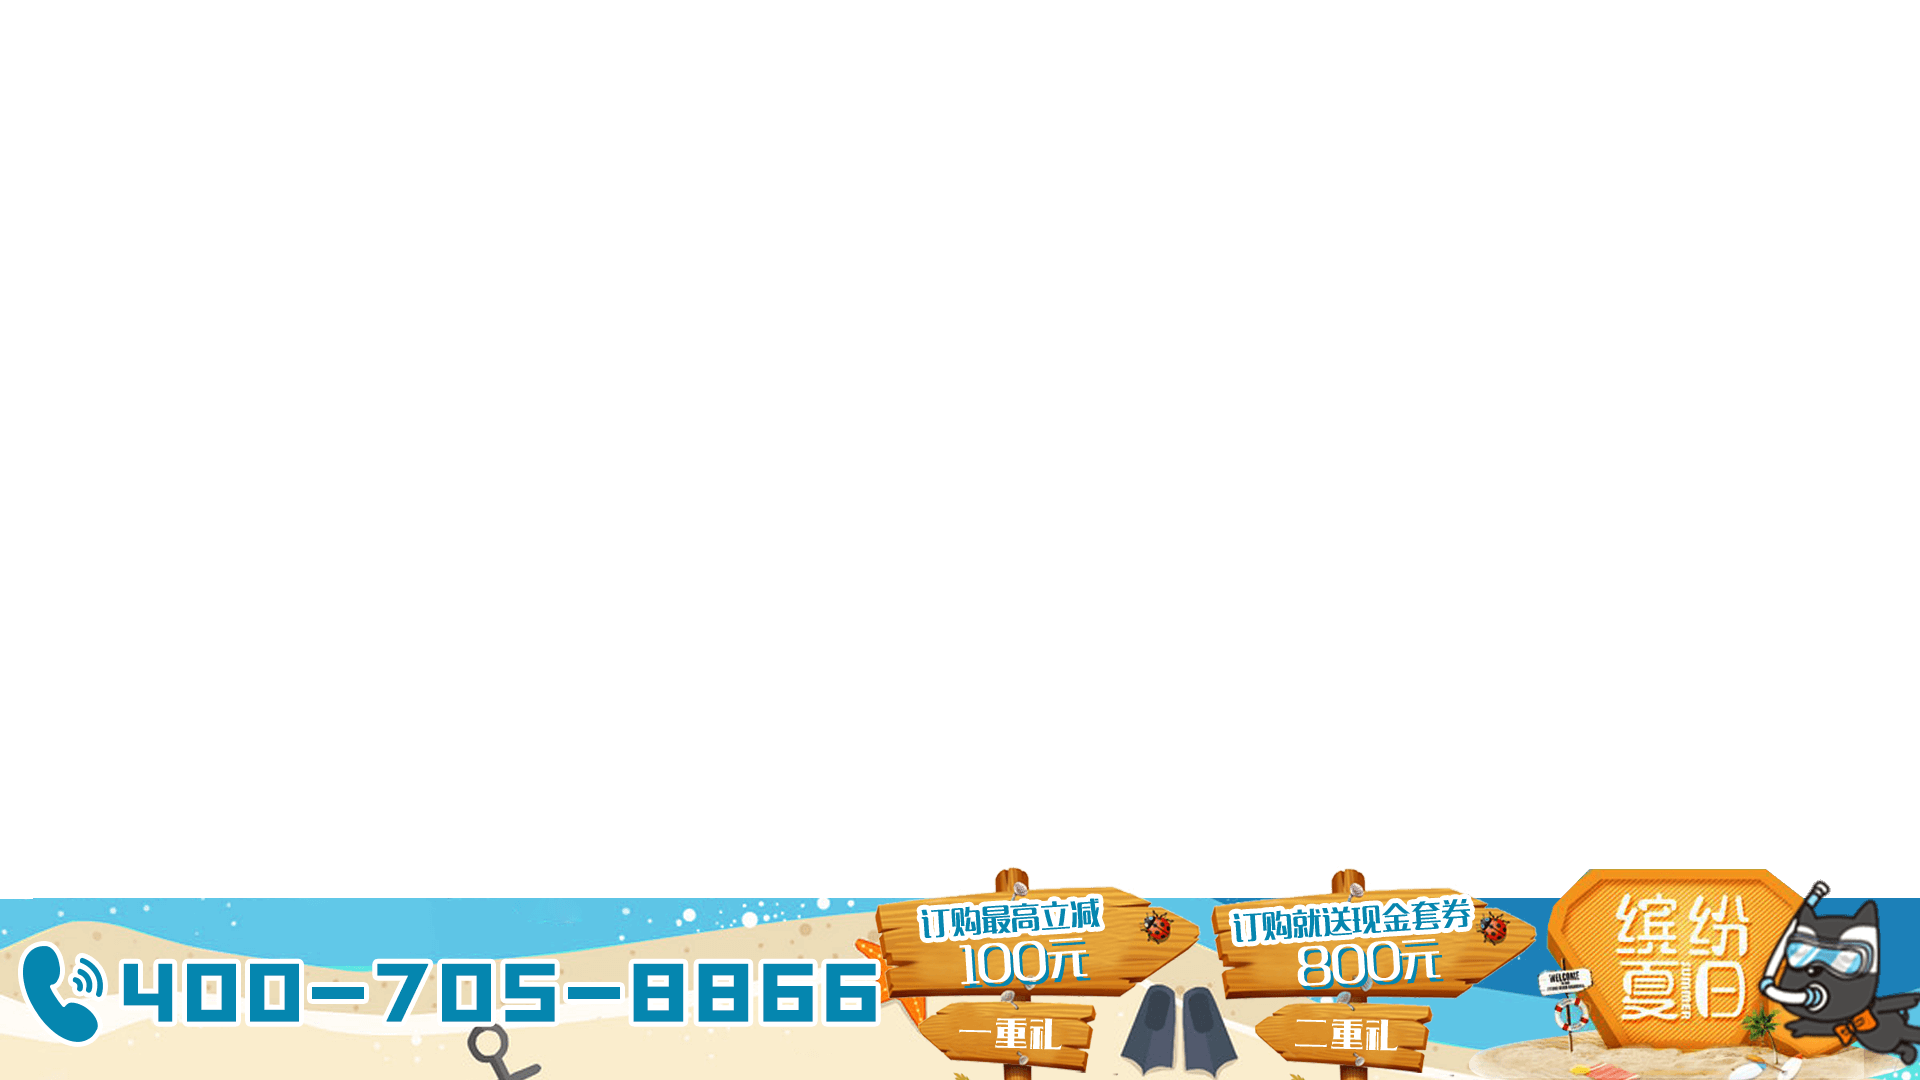 400-705-8866
订购最高立减
100元
一重礼
订购就送现金套券
800元
二重礼
WELCOME
缤纷
夏日
SUMMER